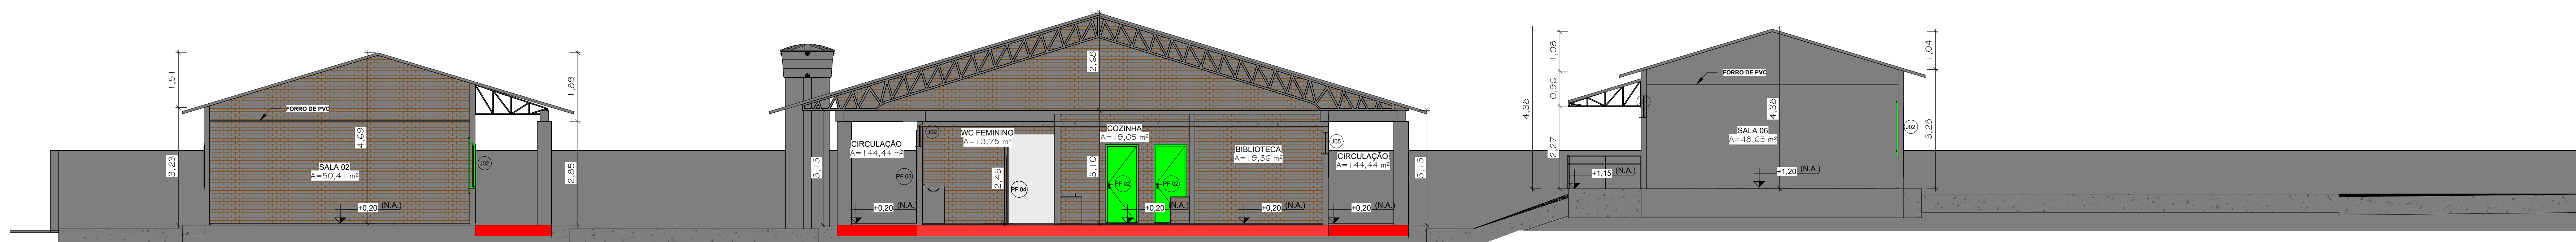 1,51
3,23
FORRO DE PVC
4,69
SALA 02
A=50,41 m²
+0,20 (N.A.)
J02
1,89
2,85
3,15
CIRCULAÇÃO
A=144,44 m²
PF 03
+0,20 (N.A.)
WC FEMININO
A=13,75 m²
2,45
PF 04
2,68
3,10
COZINHA
A=19,05 m²
PF 02
PF 02
+0,20 (N.A.)
BIBLIOTECA
A=19,36 m²
+0,20 (N.A.)
J05
CIRCULAÇÃO
A=144,44 m²
+0,20 (N.A.)
3,15
4,38
1,08
0,96
2,27
+1,15 (N.A.)
FORRO DE PVC
4,38
SALA 06
A=48,65 m²
+1,20 (N.A.)
J02
1,04
3,28